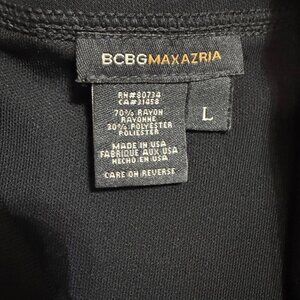 BCBGMAXAZRIA
RN#80734
CA#31458
L
70% RAYON
RAYONNE
30% POLYESTER
POLIESTER
MADE IN USA
FABRIQUE AUX USA
HECHO EN USA
CARE ON REVERSE